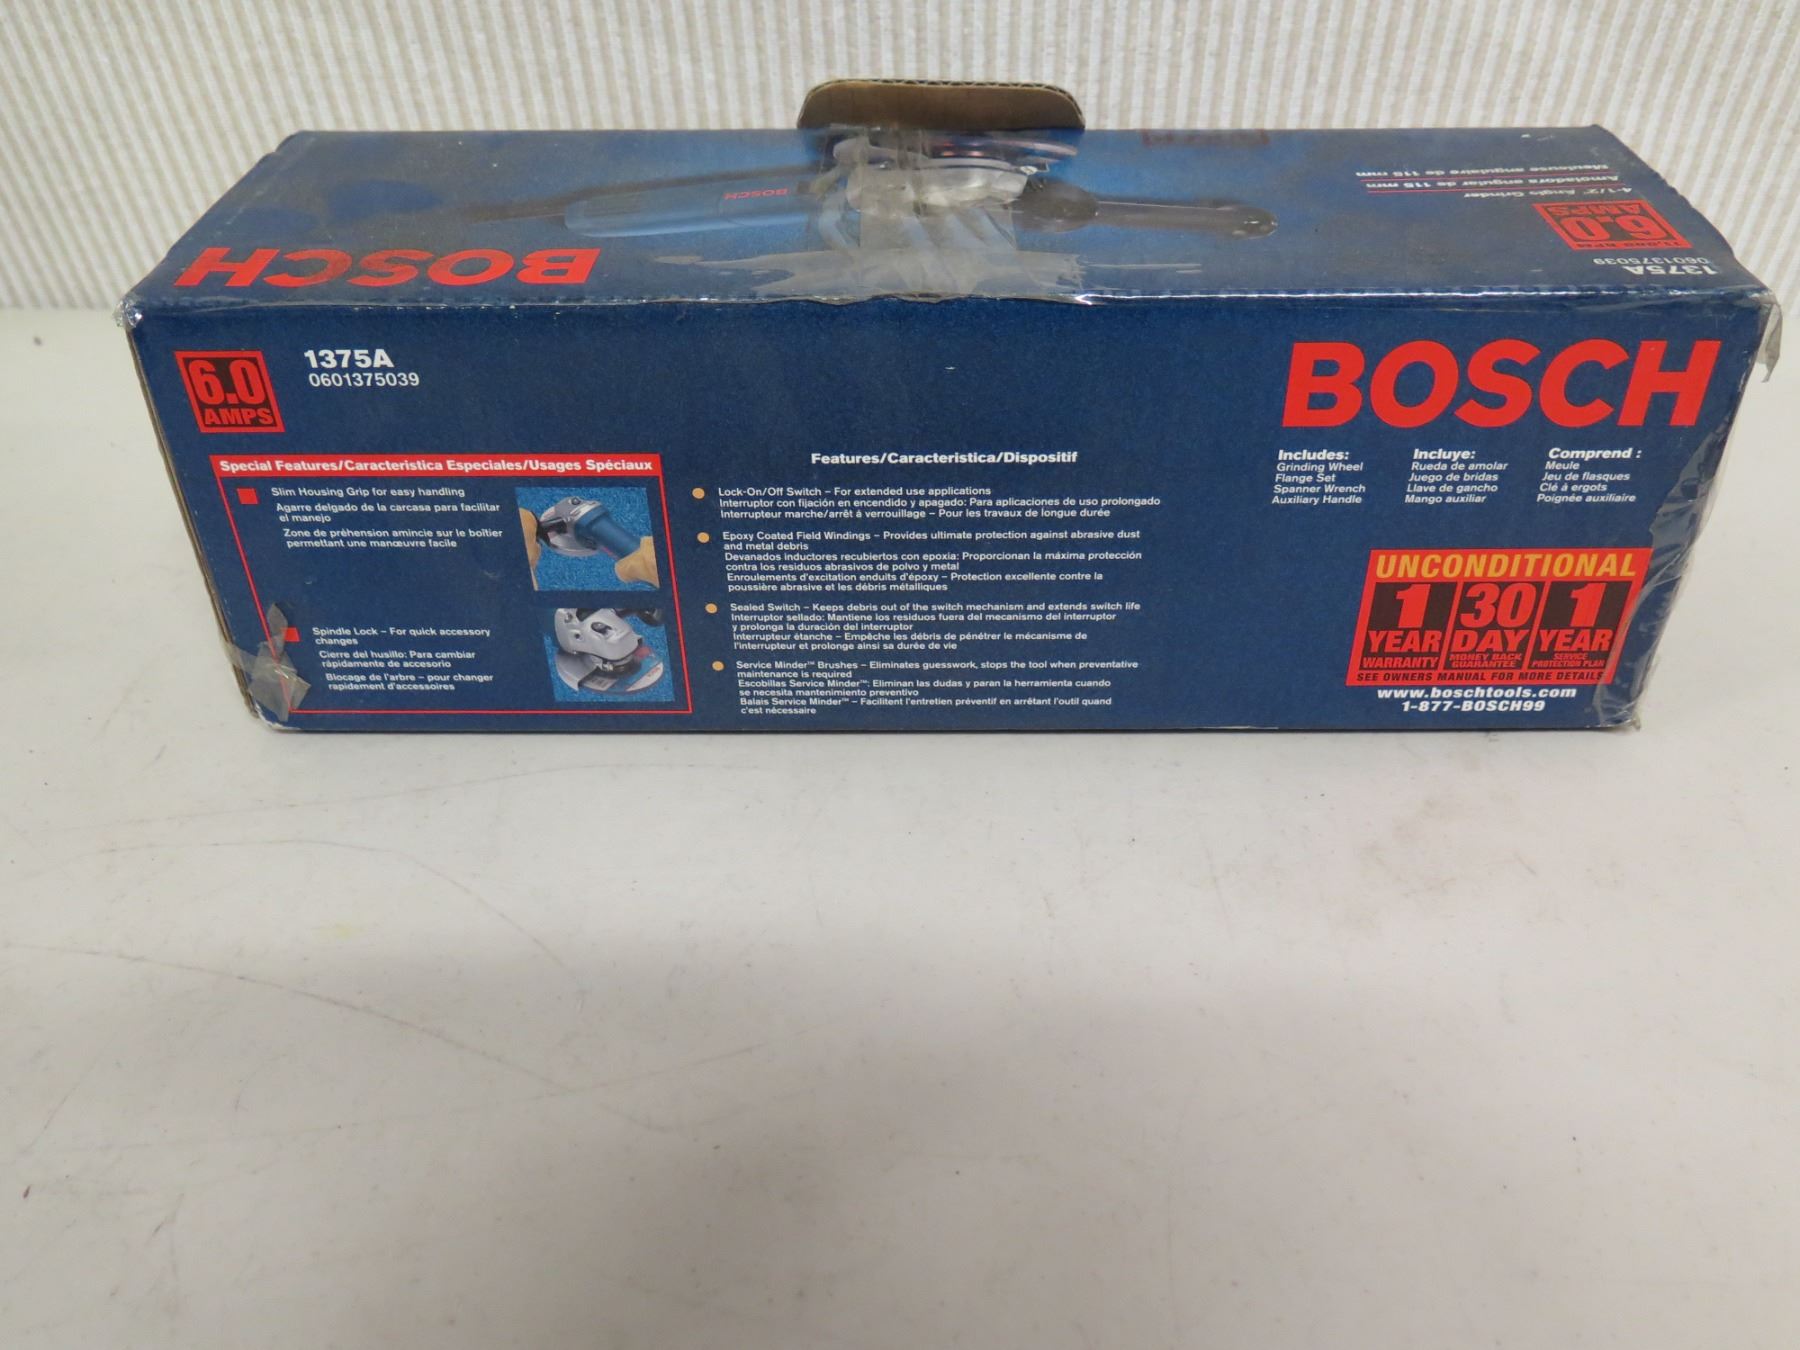 BOSCH
BOSCH
4-1/2" Angle Grinder
Amoladora angular de 115 mm
Meuleuse angulaire de 115 mm
6.0
AMPS
11,000 RPM
1375A
0601375039
6.0
AMPS
1375A
0601375039
BOSCH
Special Features/Caracteristica Especiales/Usages Spéciaux
Slim Housing Grip for easy handling
Agarre delgado de la carcasa para facilitar
el manejo
Zone de préhension amincie sur le boîtier
permettant une manœuvre facile
Spindle Lock – For quick accessory
changes
Cierre del husillo: Para cambiar
rápidamente de accesorio
Blocage de l'arbre – pour changer
rapidement d'accessoires
Features/Caracteristica/Dispositif
Lock-On/Off Switch – For extended use applications
Interruptor con fijación en encendido y apagado: Para aplicaciones de uso prolongado
Interrupteur marche/arrêt à verrouillage – Pour les travaux de longue durée
Epoxy Coated Field Windings – Provides ultimate protection against abrasive dust
and metal debris
Devanados inductores recubiertos con epoxia: Proporcionan la máxima protección
contra los residuos abrasivos de polvo y metal
Enroulements d'excitation enduits d'époxy – Protection excellente contre la
poussière abrasive et les débris métalliques
Sealed Switch – Keeps debris out of the switch mechanism and extends switch life
Interruptor sellado: Mantiene los residuos fuera del mecanismo del interruptor
y prolonga la duración del interruptor
Interrupteur étanche – Empêche les débris de pénétrer le mécanisme de
l'interrupteur et prolonge ainsi sa durée de vie
Service Minder™ Brushes – Eliminates guesswork, stops the tool when preventative
maintenance is required
Escobillas Service Minder™: Eliminan las dudas y paran la herramienta cuando
se necesita mantenimiento preventivo
Balais Service Minder™ – Facilitent l'entretien préventif en arrêtant l'outil quand
c'est nécessaire
Includes:
Grinding Wheel
Flange Set
Spanner Wrench
Auxiliary Handle
Incluye:
Rueda de amolar
Juego de bridas
Llave de gancho
Mango auxiliar
Comprend :
Meule
Jeu de flasques
Clé à ergots
Poignée auxiliaire
UNCONDITIONAL
1
YEAR
WARRANTY
30
DAY
MONEY BACK
GUARANTEE
1
YEAR
SERVICE
PROTECTION PLAN
SEE OWNERS MANUAL FOR MORE DETAILS
www.boschtools.com
1-877-BOSCH99